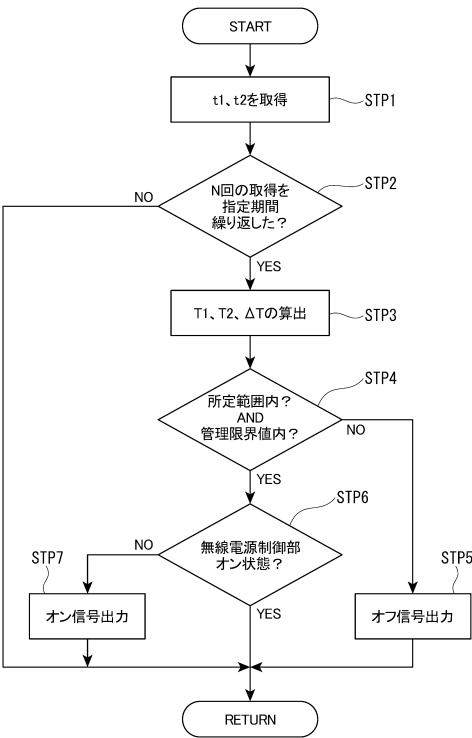 START
t1、t2を取得
STP1
N回の取得を
指定期間
繰り返した？
STP2
NO
YES
T1、T2、ΔTの算出
STP3
所定範囲内？
AND
管理限界値内？
STP4
NO
YES
無線電源制御部
オン状態？
STP6
NO
YES
STP7
オン信号出力
STP5
オフ信号出力
RETURN